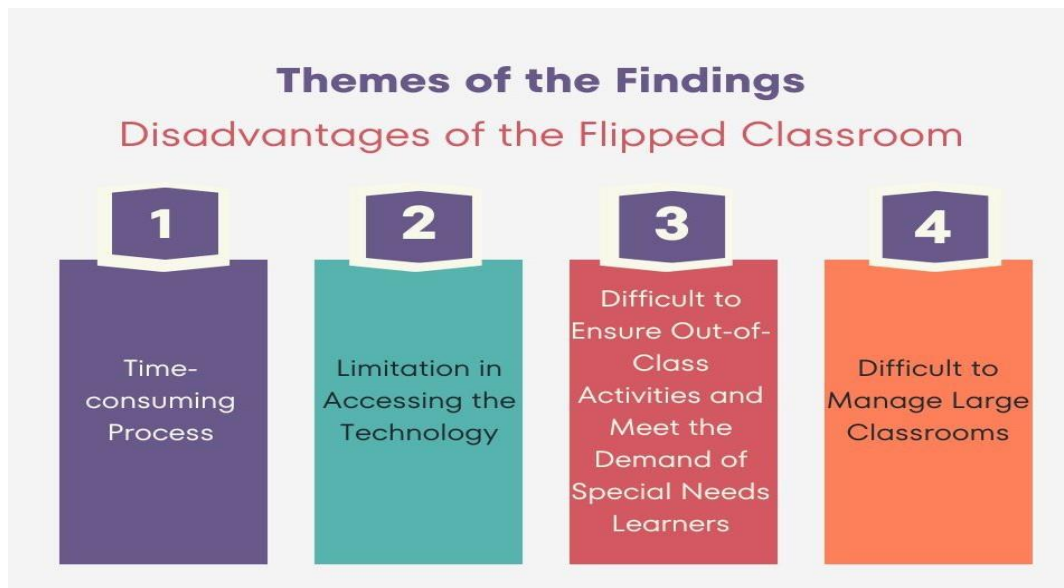 Themes of the Findings
Disadvantages of the Flipped Classroom
1
Time-
consuming
Process
2
Limitation in
Accessing the
Technology
3
Difficult to
Ensure Out-of-
Class
Activities and
Meet the
Demand of
Special Needs
Learners
4
Difficult to
Manage Large
Classrooms